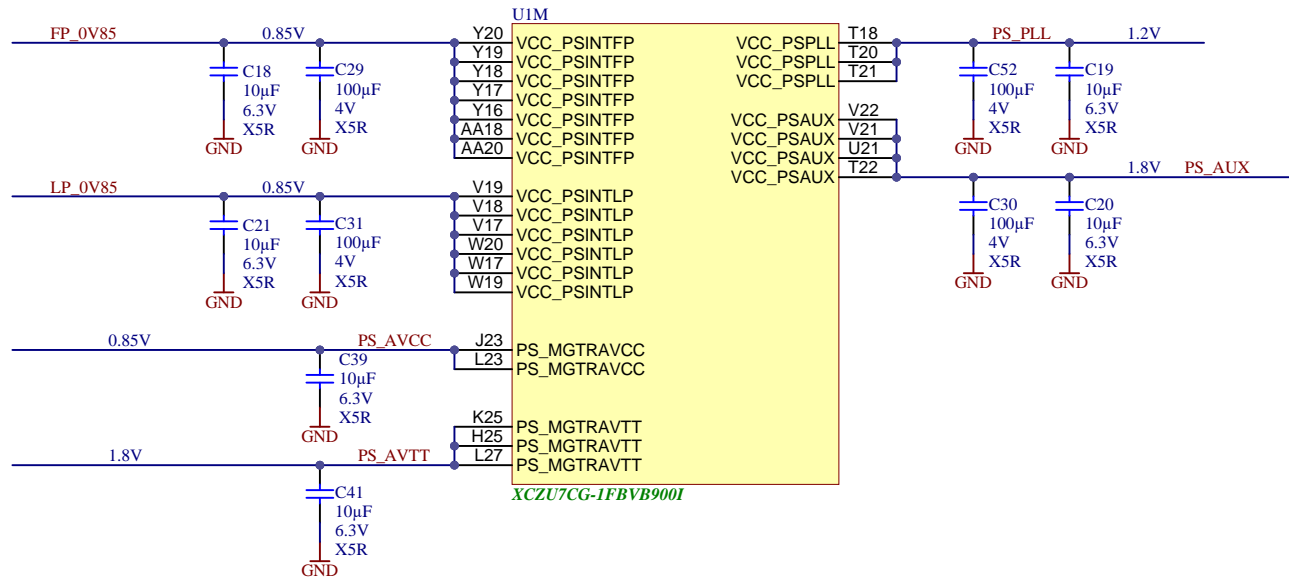 U1M
FP_0V85
0.85V
C18
10µF
6.3V
X5R
GND
C29
100µF
4V
X5R
GND
Y20 VCC_PSINTFP
Y19 VCC_PSINTFP
Y18 VCC_PSINTFP
Y17 VCC_PSINTFP
Y16 VCC_PSINTFP
AA18 VCC_PSINTFP
AA20 VCC_PSINTFP
LP_0V85
0.85V
C21
10µF
6.3V
X5R
GND
C31
100µF
4V
X5R
GND
V19 VCC_PSINTLP
V18 VCC_PSINTLP
V17 VCC_PSINTLP
W20 VCC_PSINTLP
W17 VCC_PSINTLP
W19 VCC_PSINTLP
0.85V
PS_AVCC
C39
10µF
6.3V
X5R
GND
J23 PS_MGTRAVCC
L23 PS_MGTRAVCC
1.8V
PS_AVTT
C41
10µF
6.3V
X5R
GND
K25 PS_MGTRAVTT
H25 PS_MGTRAVTT
L27 PS_MGTRAVTT
VCC_PSPLL T18
VCC_PSPLL T20
VCC_PSPLL T21
PS_PLL
1.2V
C52
100µF
4V
X5R
GND
C19
10µF
6.3V
X5R
GND
VCC_PSAUX V22
VCC_PSAUX V21
VCC_PSAUX U21
VCC_PSAUX T22
1.8V
PS_AUX
C30
100µF
4V
X5R
GND
C20
10µF
6.3V
X5R
GND
XCZU7CG-1FBVB900I